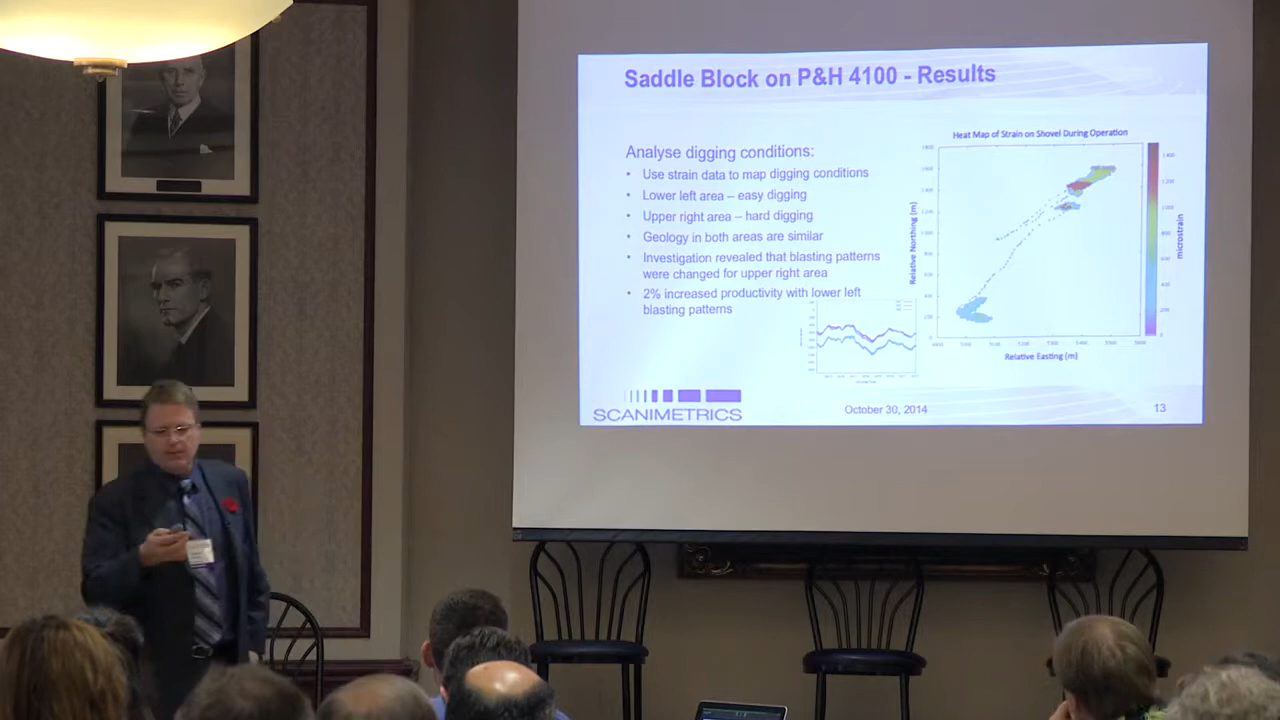 Saddle Block on P&H 4100 - Results
Analyse digging conditions:
• Use strain data to map digging conditions
• Lower left area – easy digging
• Upper right area – hard digging
• Geology in both areas are similar
• Investigation revealed that blasting patterns
were changed for upper right area
• 2% increased productivity with lower left
blasting patterns
Heat Map of Strain on Shovel During Operation
Relative Northing (m)
Relative Easting (m)
microstrain
SCANIMETRICS
October 30, 2014
13